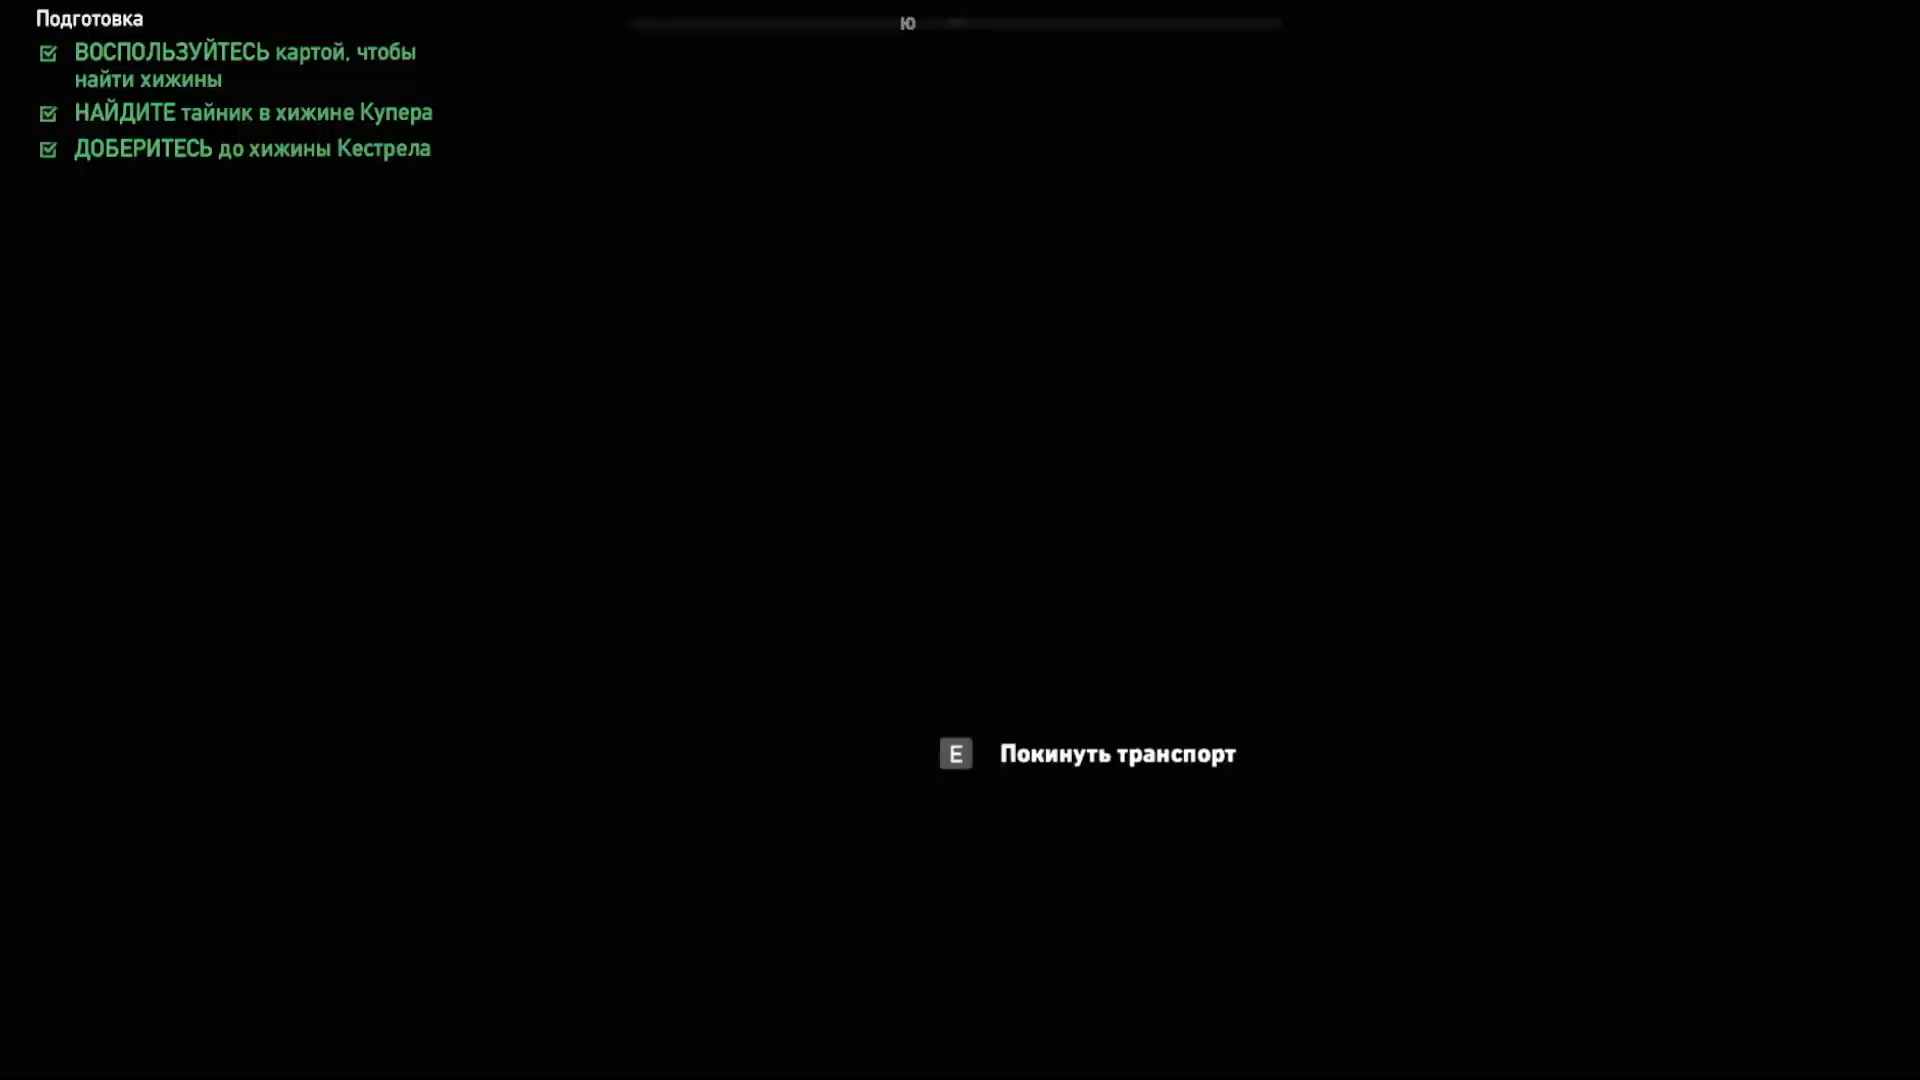 Подготовка
Ю
ВОСПОЛЬЗУЙТЕСЬ картой, чтобы
найти хижины
НАЙДИТЕ тайник в хижине Купера
ДОБЕРИТЕСЬ до хижины Кестрела
E Покинуть транспорт